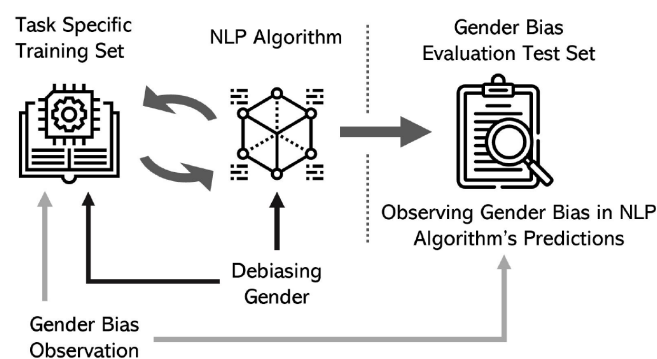 Task Specific
Training Set
NLP Algorithm
Gender Bias
Evaluation Test Set
Observing Gender Bias in NLP
Algorithm's Predictions
Debiasing
Gender
Gender Bias
Observation